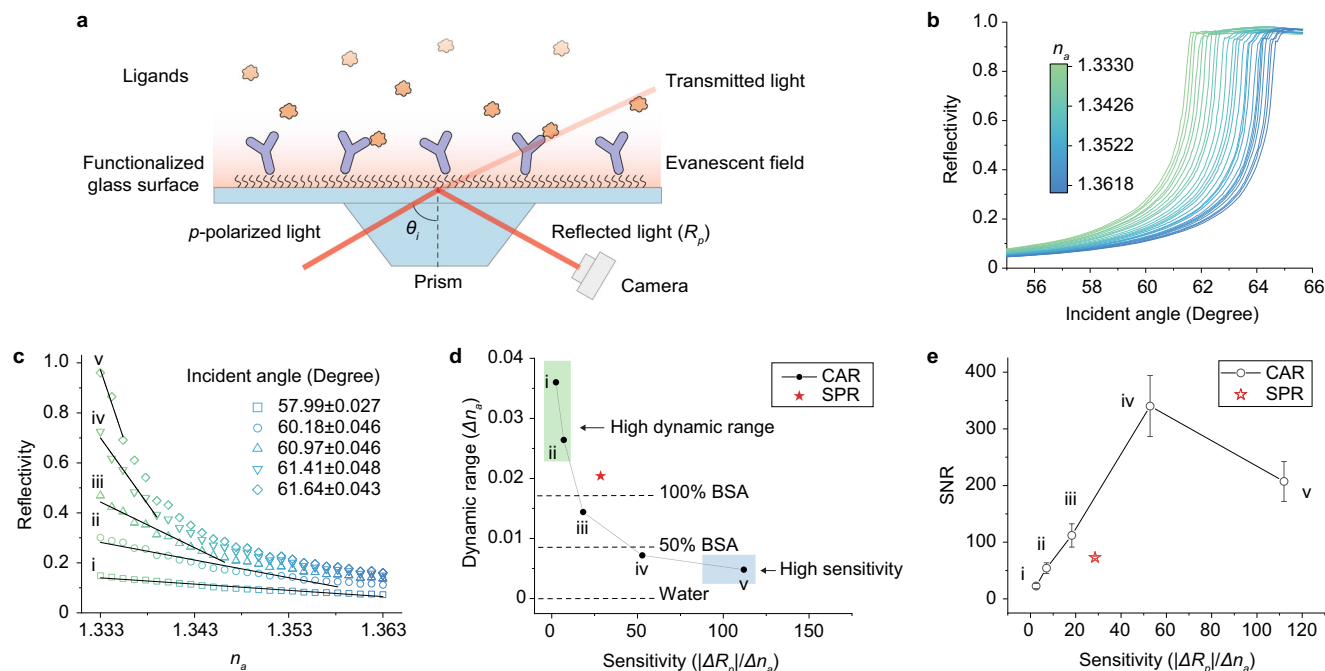 a
Ligands
Transmitted light
Functionalized
glass surface
Evanescent field
p-polarized light
θi
Reflected light (Rp)
Prism
Camera
b
1.0
0.8
0.6
0.4
0.2
0
Reflectivity
na
1.3330
1.3426
1.3522
1.3618
56 58 60 62 64 66
Incident angle (Degree)
c
1.0
0.8
0.6
0.4
0.2
0
Reflectivity
v
iv
iii
ii
i
Incident angle (Degree)
57.99±0.027
60.18±0.046
60.97±0.046
61.41±0.048
61.64±0.043
1.333 1.343 1.353 1.363
na
d
0.04
0.03
0.02
0.01
0
Dynamic range (Δna)
CAR
SPR
i
ii
iii
iv
v
High dynamic range
100% BSA
50% BSA
High sensitivity
Water
0 50 100 150
Sensitivity (|ΔRp|/Δna)
e
400
300
200
100
0
SNR
CAR
SPR
i
ii
iii
iv
v
0 20 40 60 80 100 120
Sensitivity (|ΔRp|/Δna)